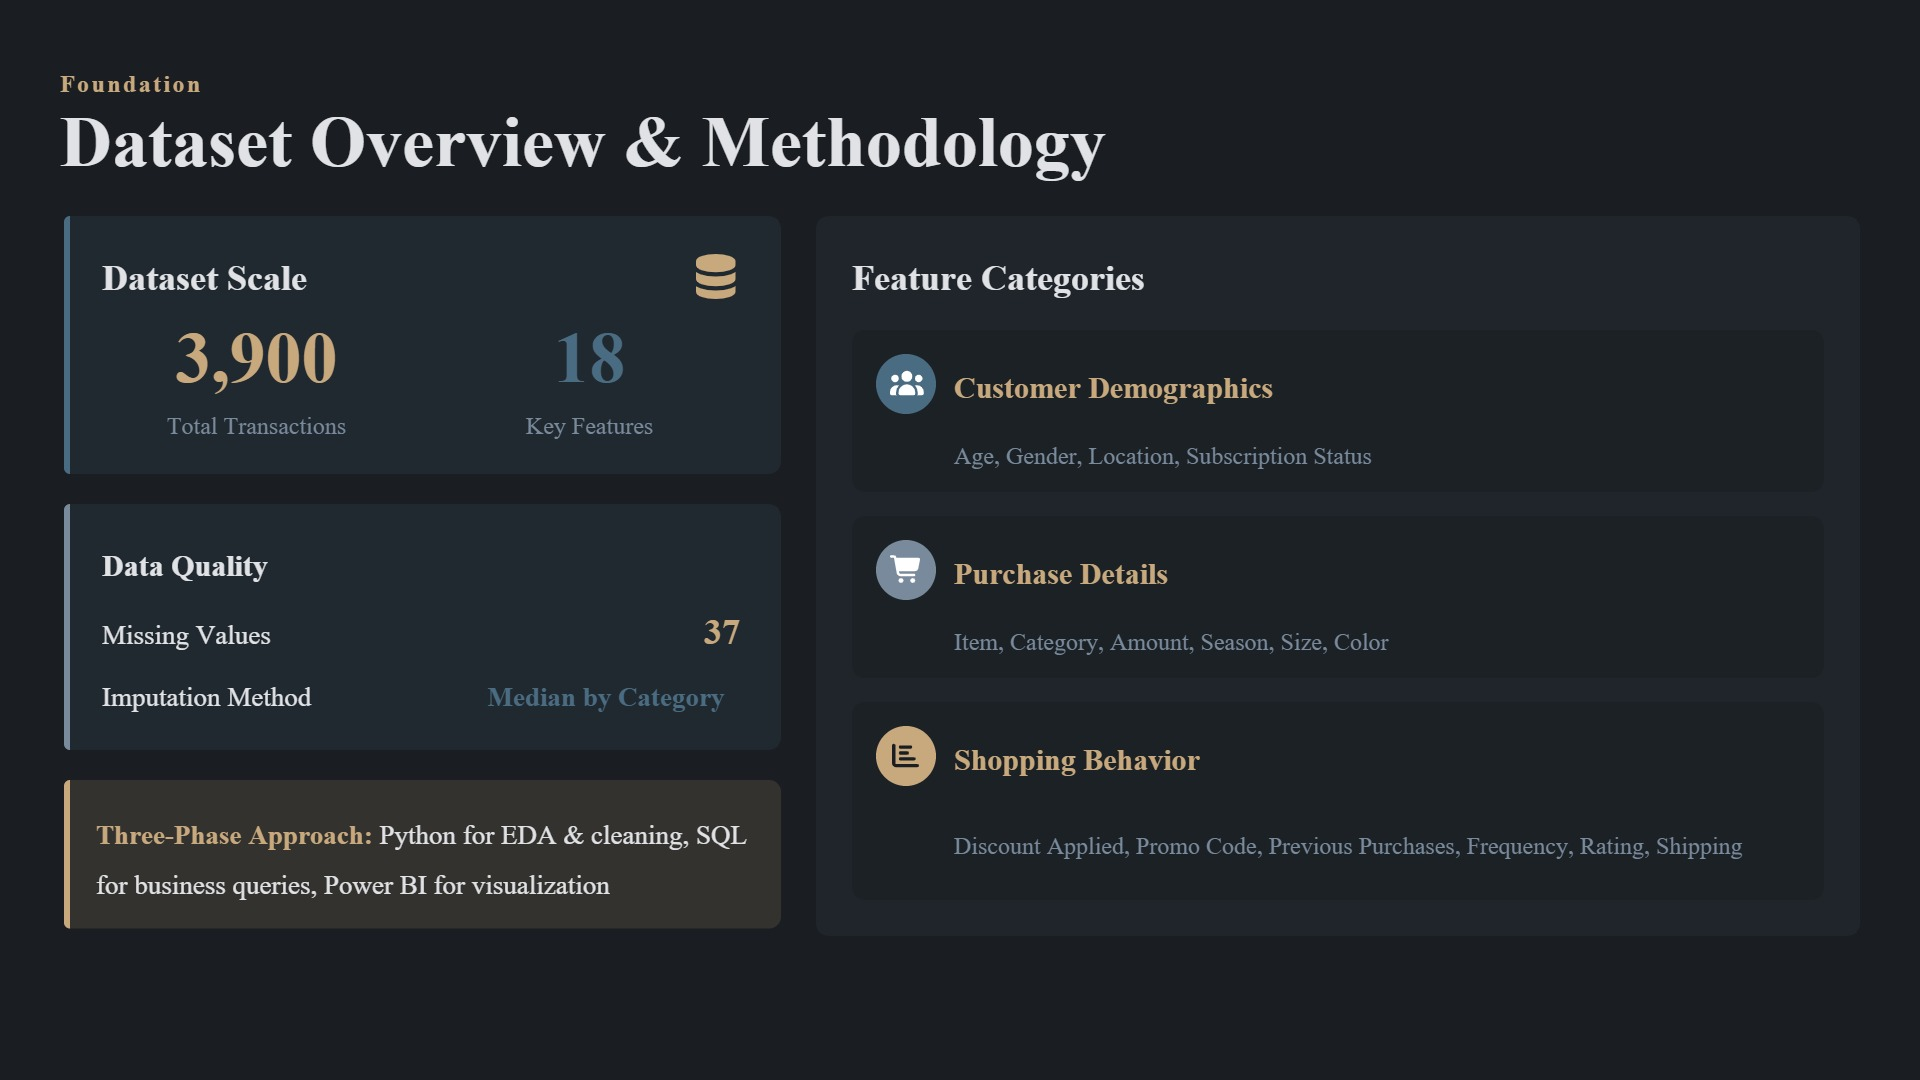 Foundation
Dataset Overview & Methodology
Dataset Scale
3,900
Total Transactions
18
Key Features
Data Quality
Missing Values
37
Imputation Method
Median by Category
Three-Phase Approach: Python for EDA & cleaning, SQL
for business queries, Power BI for visualization
Feature Categories
Customer Demographics
Age, Gender, Location, Subscription Status
Purchase Details
Item, Category, Amount, Season, Size, Color
Shopping Behavior
Discount Applied, Promo Code, Previous Purchases, Frequency, Rating, Shipping